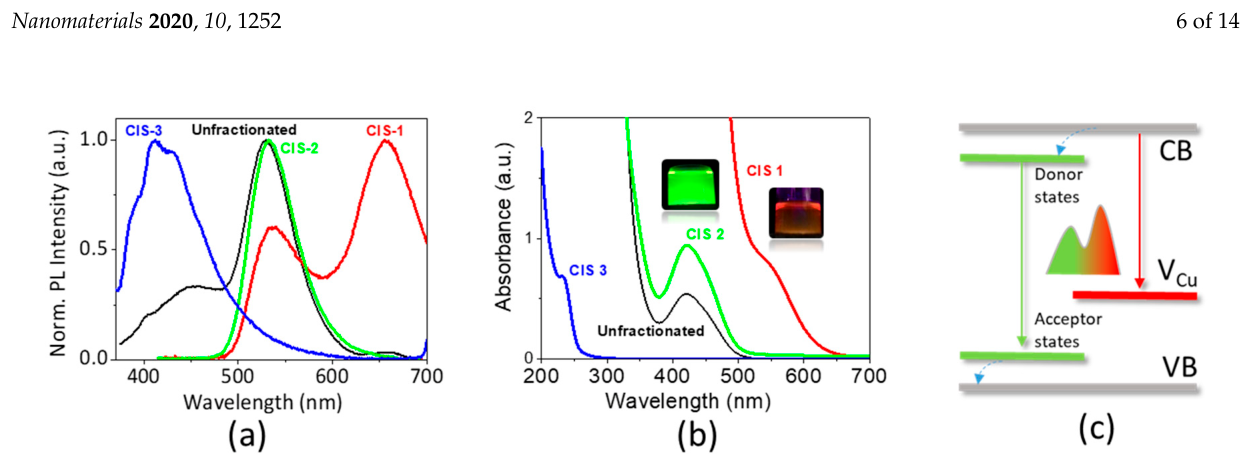 Nanomaterials 2020, 10, 1252
6 of 14
Norm. PL Intensity (a.u.)
1.0
0.5
0.0
CIS-3
Unfractionated
CIS-2
CIS-1
400
500
600
700
Wavelength (nm)
(a)
Absorbance (a.u.)
2
1
0
CIS 3
Unfractionated
CIS 2
CIS 1
200
300
400
500
600
700
Wavelength (nm)
(b)
CB
Donor
states
VCu
Acceptor
states
VB
(c)